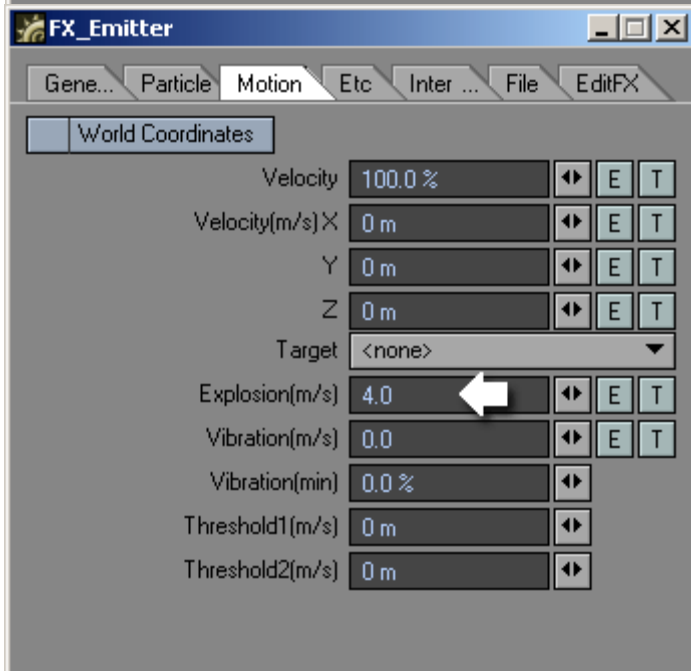 FX_Emitter
Gene... Particle Motion Etc Inter ... File EditFX
World Coordinates
Velocity 100.0 % E T
Velocity(m/s) X 0 m E T
Y 0 m E T
Z 0 m E T
Target <none>
Explosion(m/s) 4.0 E T
Vibration(m/s) 0.0 E T
Vibration(min) 0.0 %
Threshold1(m/s) 0 m
Threshold2(m/s) 0 m